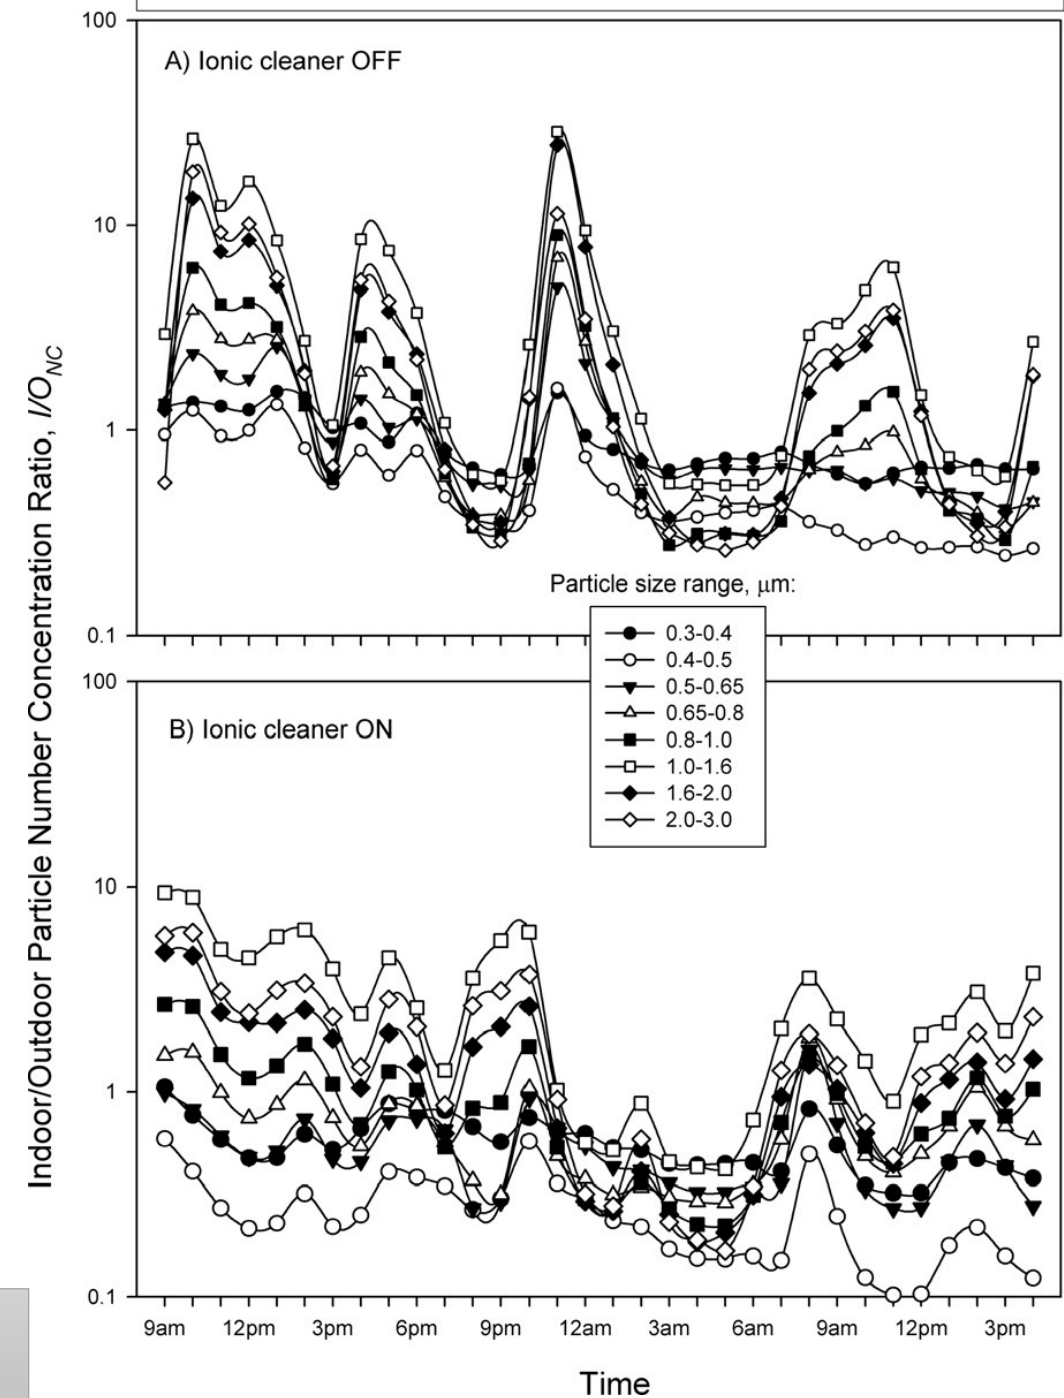 100
A) Ionic cleaner OFF
10
1
0.1
Indoor/Outdoor Particle Number Concentration Ratio, I/O_NC
Particle size range, μm:
0.3-0.4
0.4-0.5
0.5-0.65
0.65-0.8
0.8-1.0
1.0-1.6
1.6-2.0
2.0-3.0
100
B) Ionic cleaner ON
10
1
0.1
9am 12pm 3pm 6pm 9pm 12am 3am 6am 9am 12pm 3pm
Time